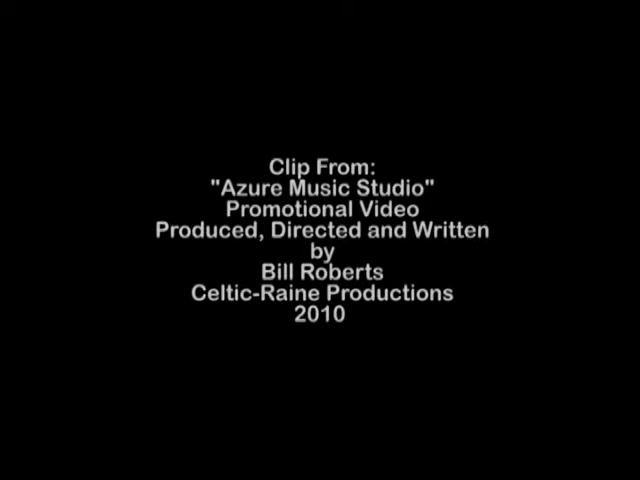 Clip From:
"Azure Music Studio"
Promotional Video
Produced, Directed and Written
by
Bill Roberts
Celtic-Raine Productions
2010